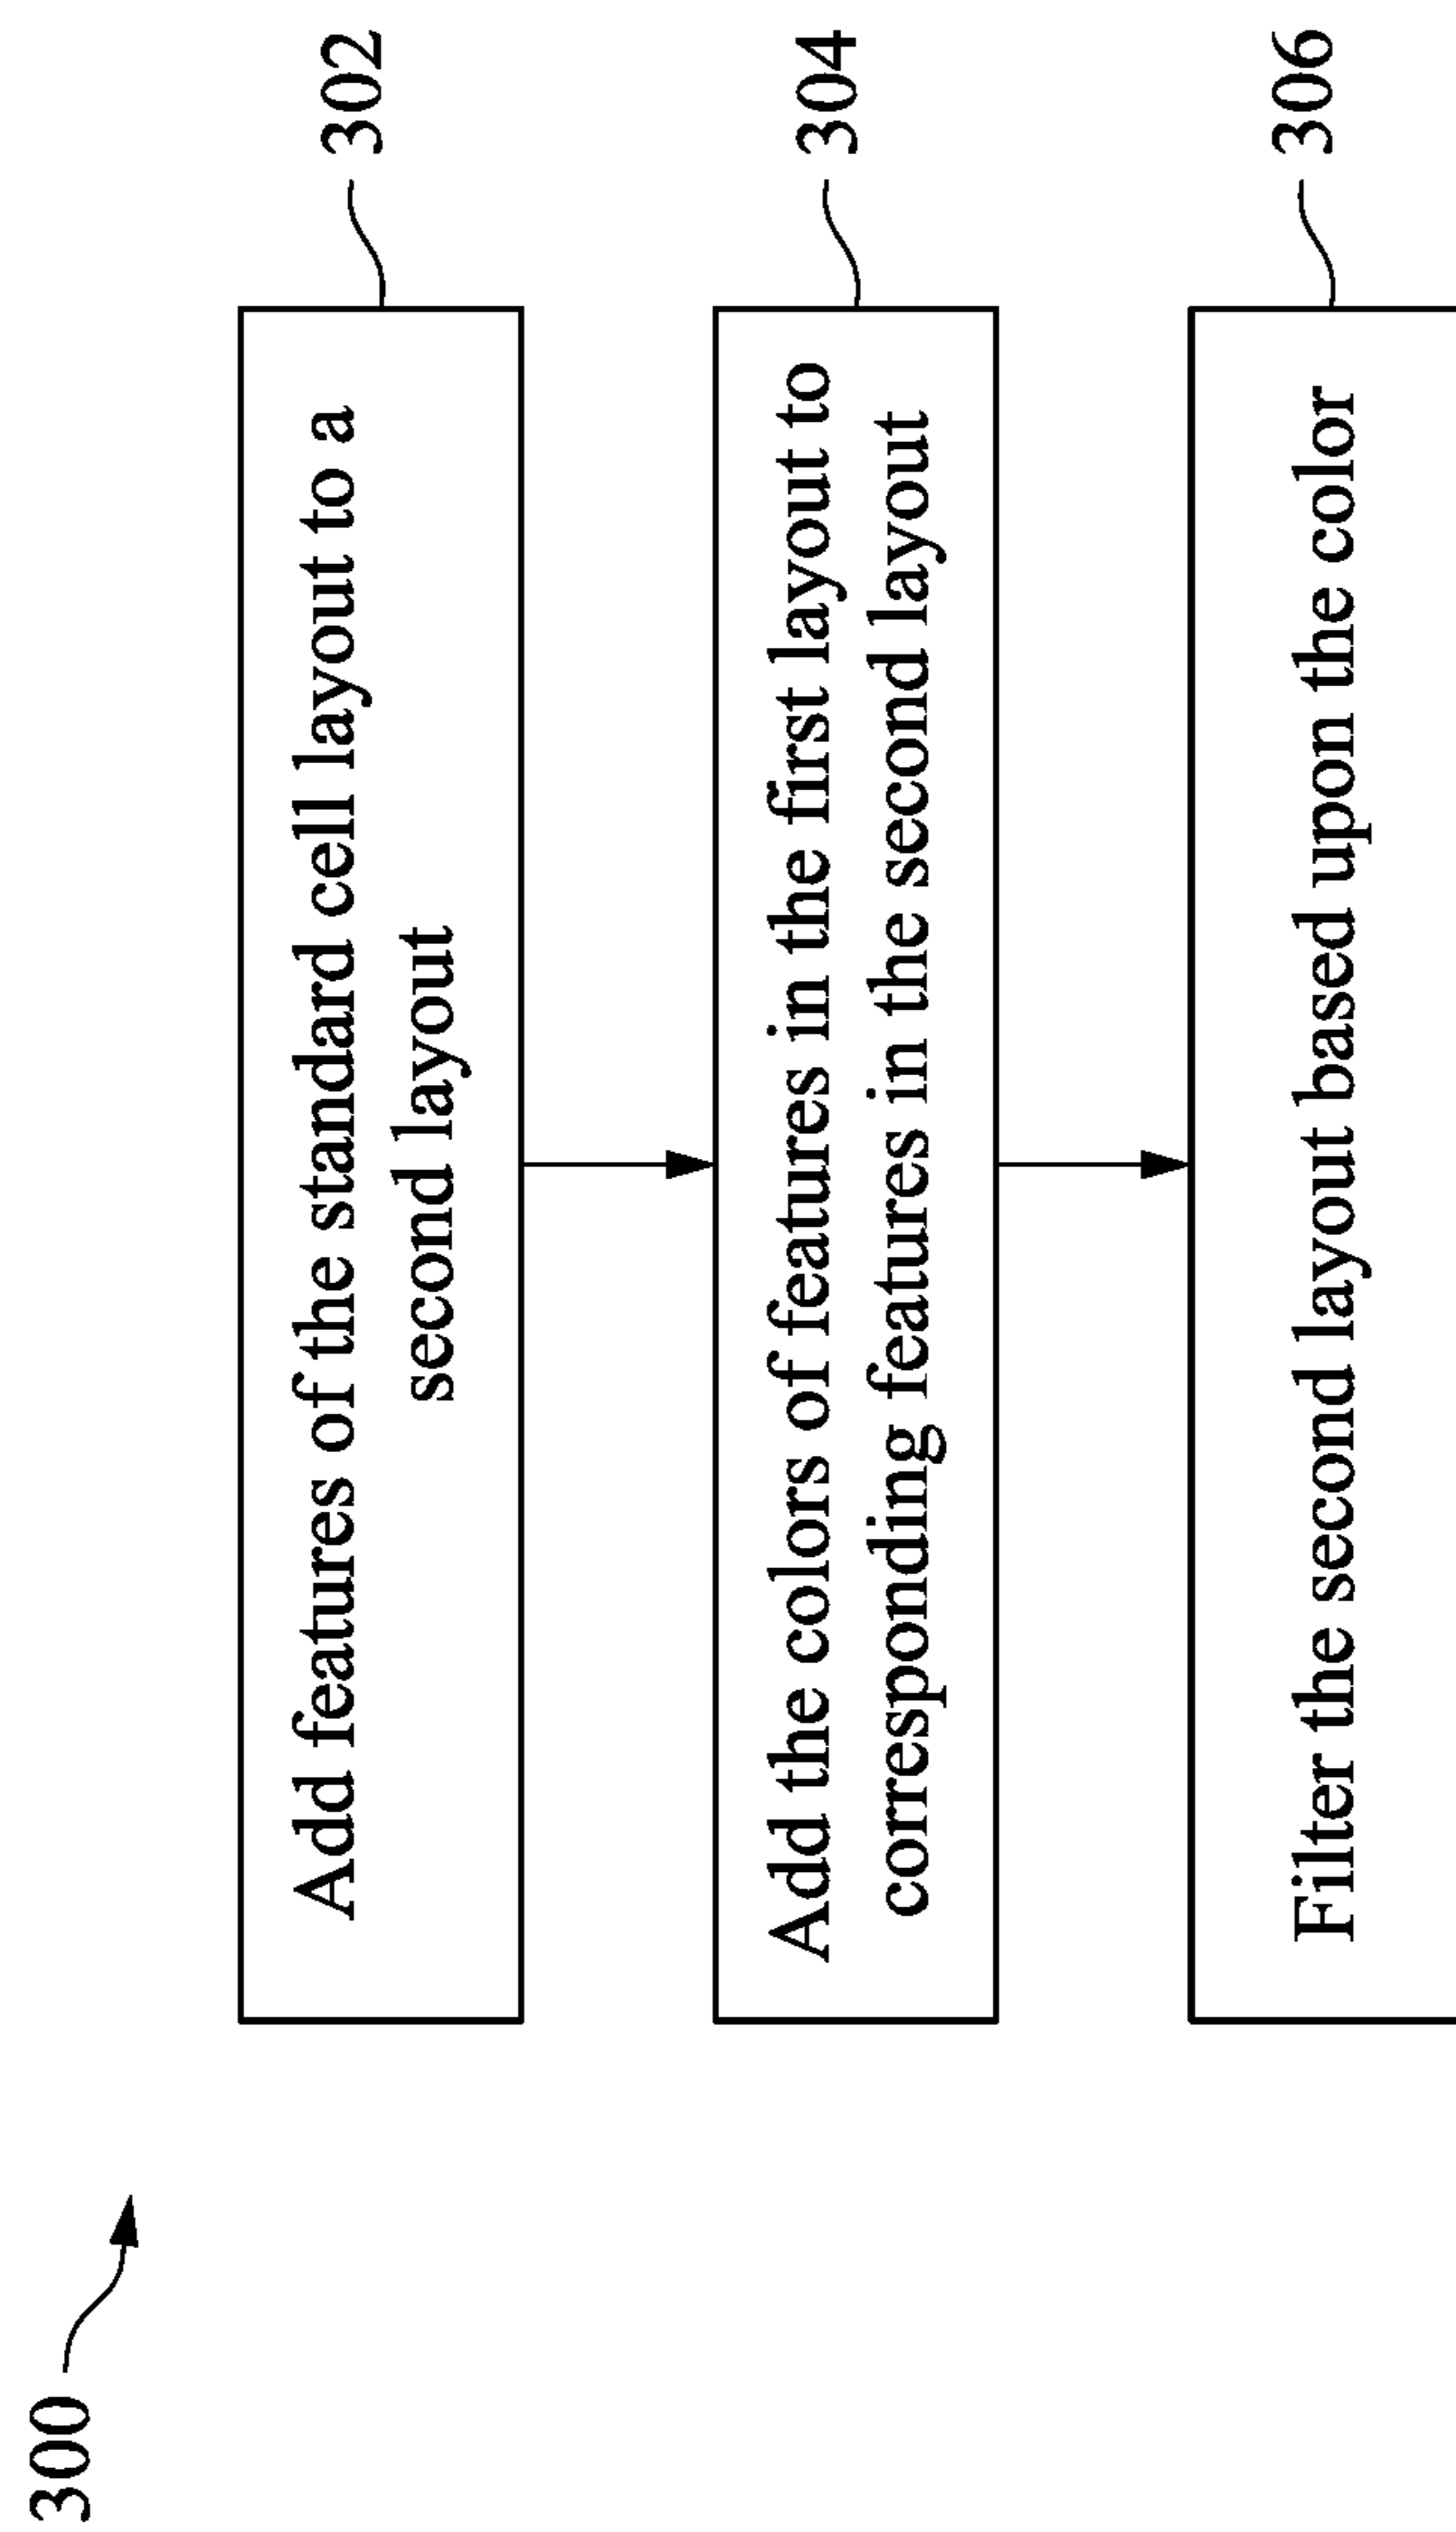 300
Add features of the standard cell layout to a
second layout
302
Add the colors of features in the first layout to
corresponding features in the second layout
304
Filter the second layout based upon the color
306